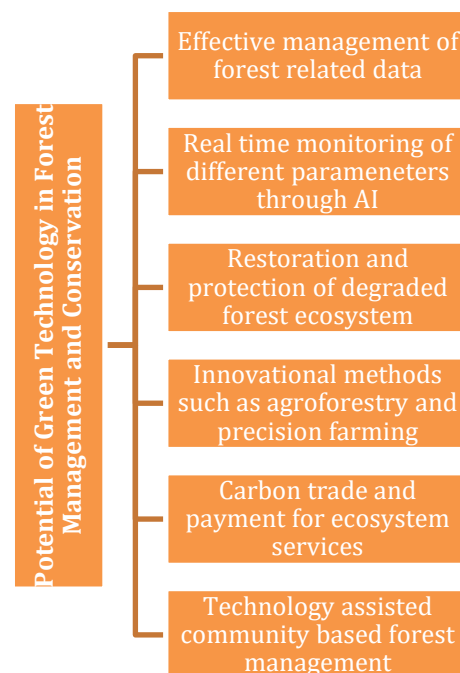 Potential of Green Technology in Forest
Management and Conservation
Effective management of
forest related data
Real time monitoring of
different parameneters
through AI
Restoration and
protection of degraded
forest ecosystem
Innovational methods
such as agroforestry and
precision farming
Carbon trade and
payment for ecosystem
services
Technology assisted
community based forest
management